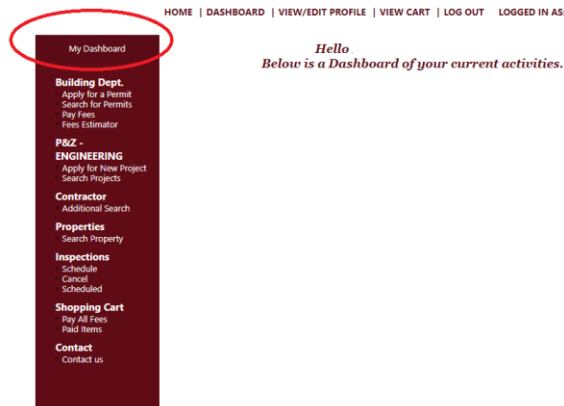 HOME | DASHBOARD | VIEW/EDIT PROFILE | VIEW CART | LOG OUT LOGGED IN AS
My Dashboard
Hello
Below is a Dashboard of your current activities.
Building Dept.
Apply for a Permit
Search for Permits
Pay Fees
Fees Estimator
P&Z -
ENGINEERING
Apply for New Project
Search Projects
Contractor
Additional Search
Properties
Search Property
Inspections
Schedule
Cancel
Scheduled
Shopping Cart
Pay All Fees
Paid Items
Contact
Contact us